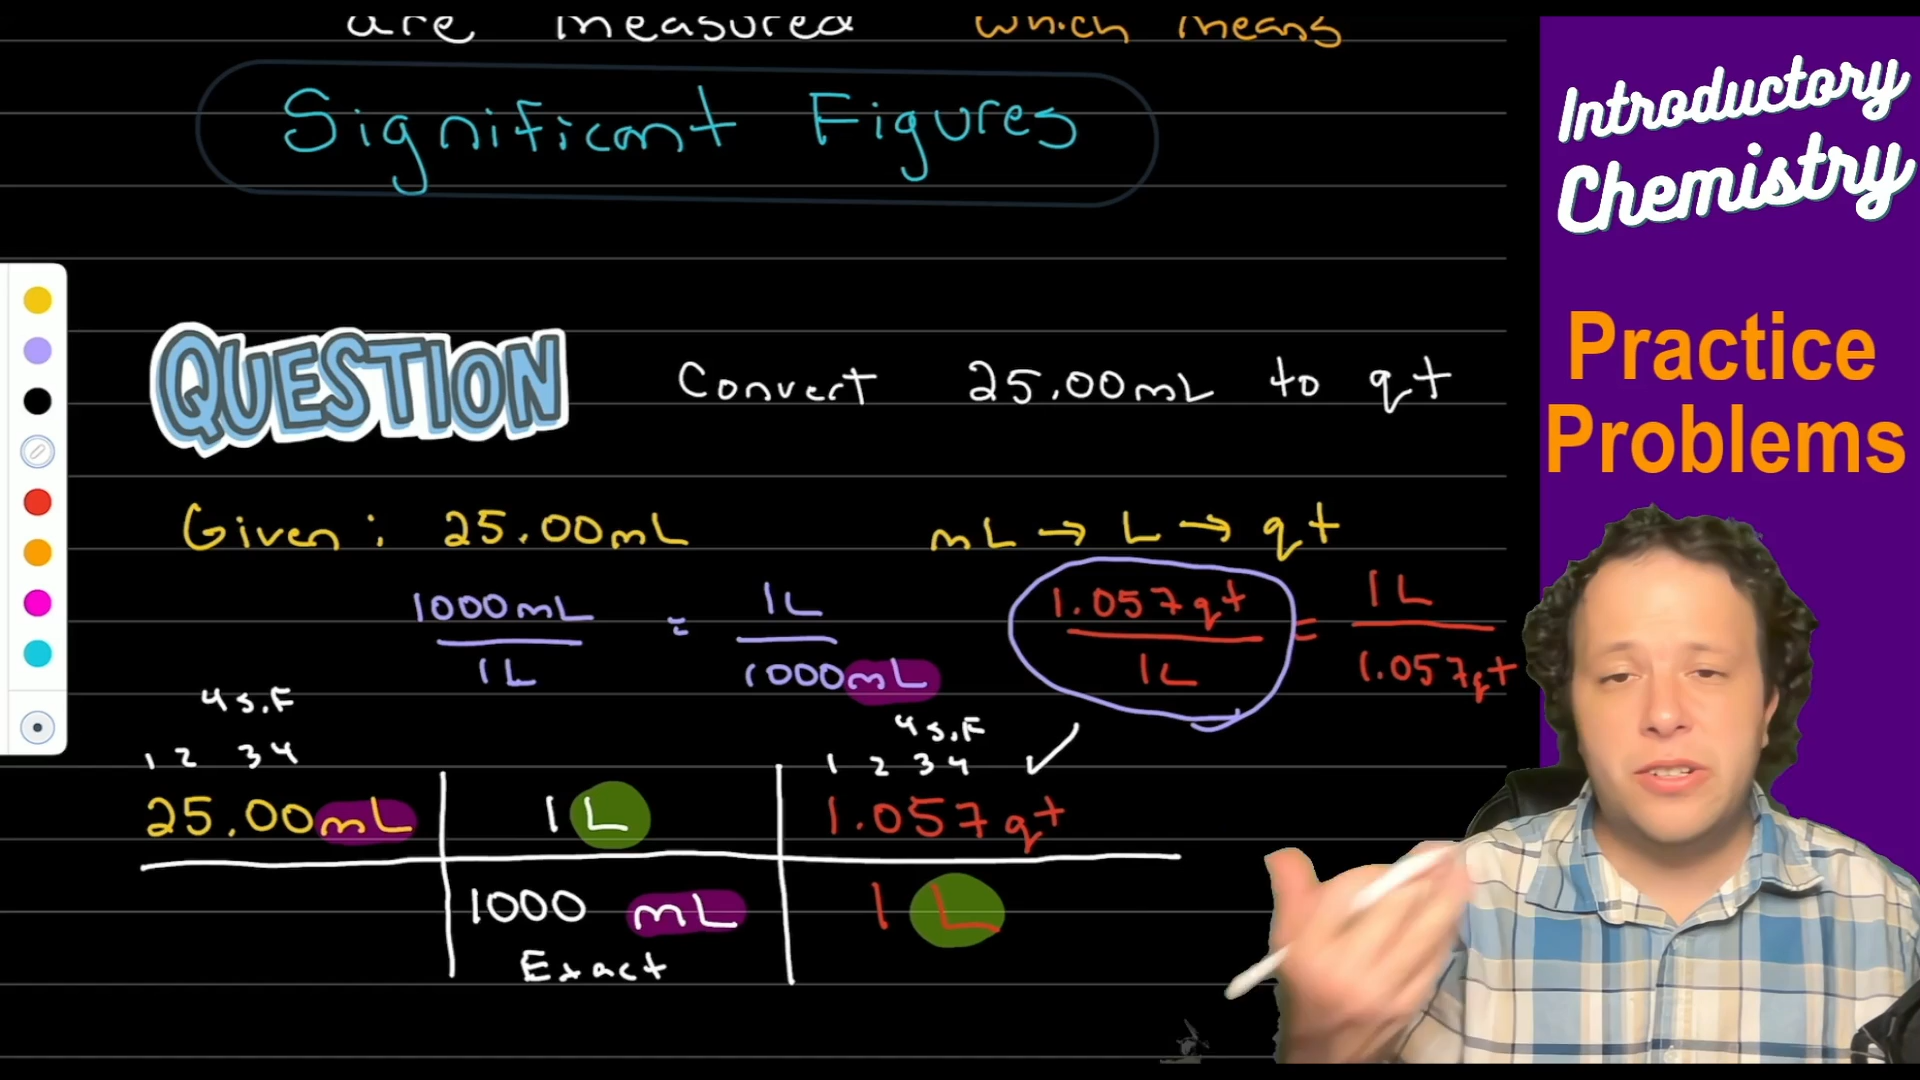 are measured which means
Significant Figures
Introductory
Chemistry
Practice
Problems
QUESTION Convert 25.00mL to qt
Given: 25.00mL mL → L → qt
1000mL = 1L 1.057qt = 1L
1L 1000mL 1L 1.057qt
4 s.F 4 s.F
1 2 3 4 1 2 3 4
25.00mL 1L 1.057qt
1000 mL 1 L
Exact